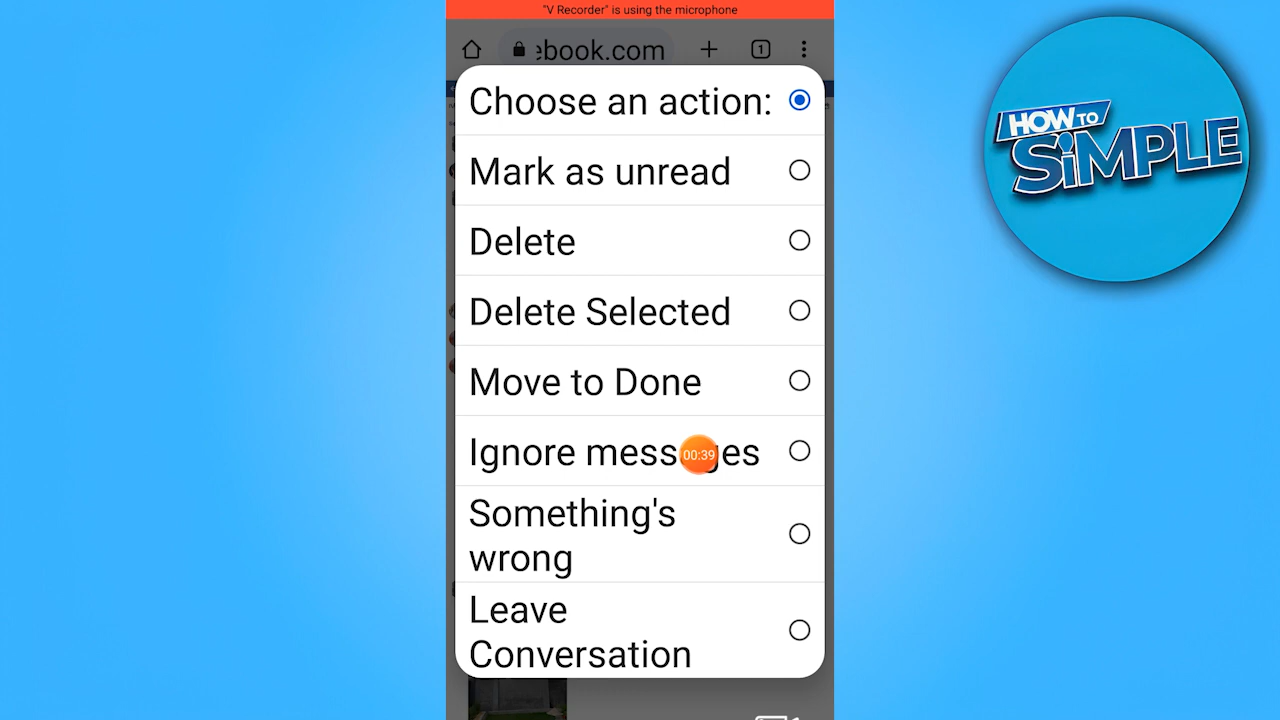 "V Recorder" is using the microphone
ebook.com
1
Choose an action:
Mark as unread
Delete
Delete Selected
Move to Done
Ignore messages
00:39
Something's
wrong
Leave
Conversation
HOW TO
SiMPLE